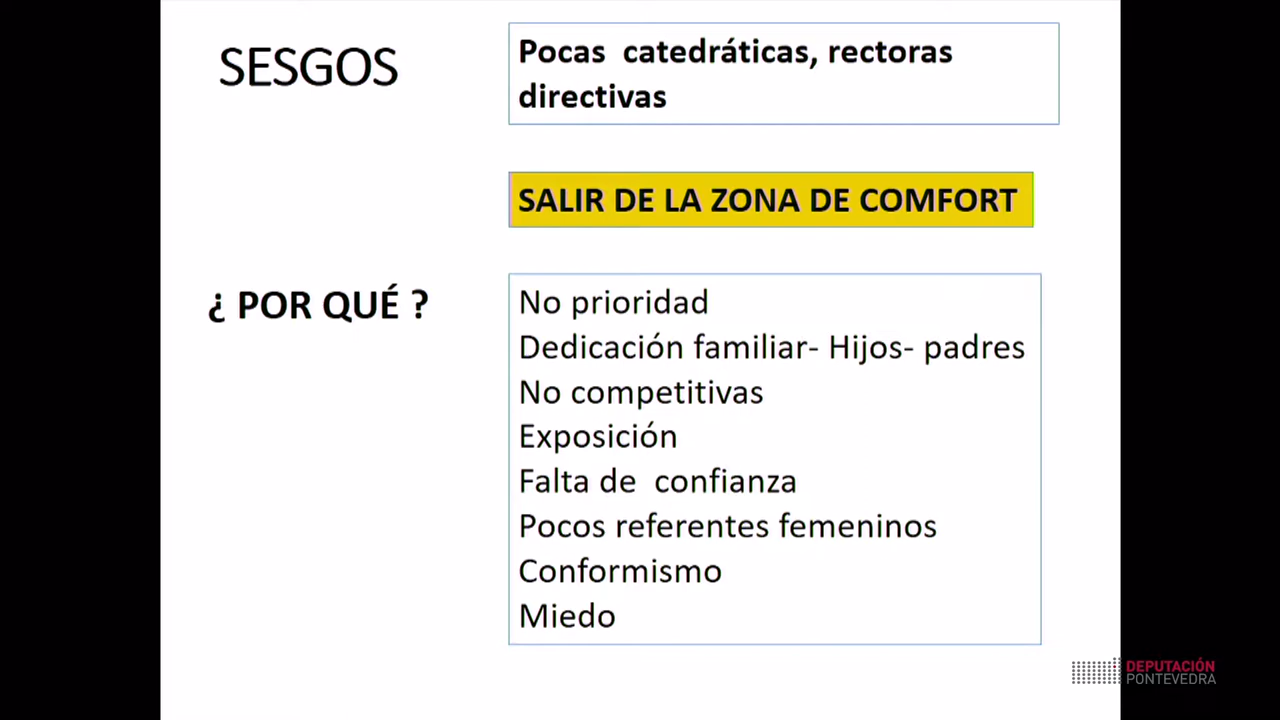 SESGOS
Pocas catedráticas, rectoras
directivas
SALIR DE LA ZONA DE COMFORT
¿ POR QUÉ ?
No prioridad
Dedicación familiar- Hijos- padres
No competitivas
Exposición
Falta de confianza
Pocos referentes femeninos
Conformismo
Miedo
DEPUTACIÓN
PONTEVEDRA